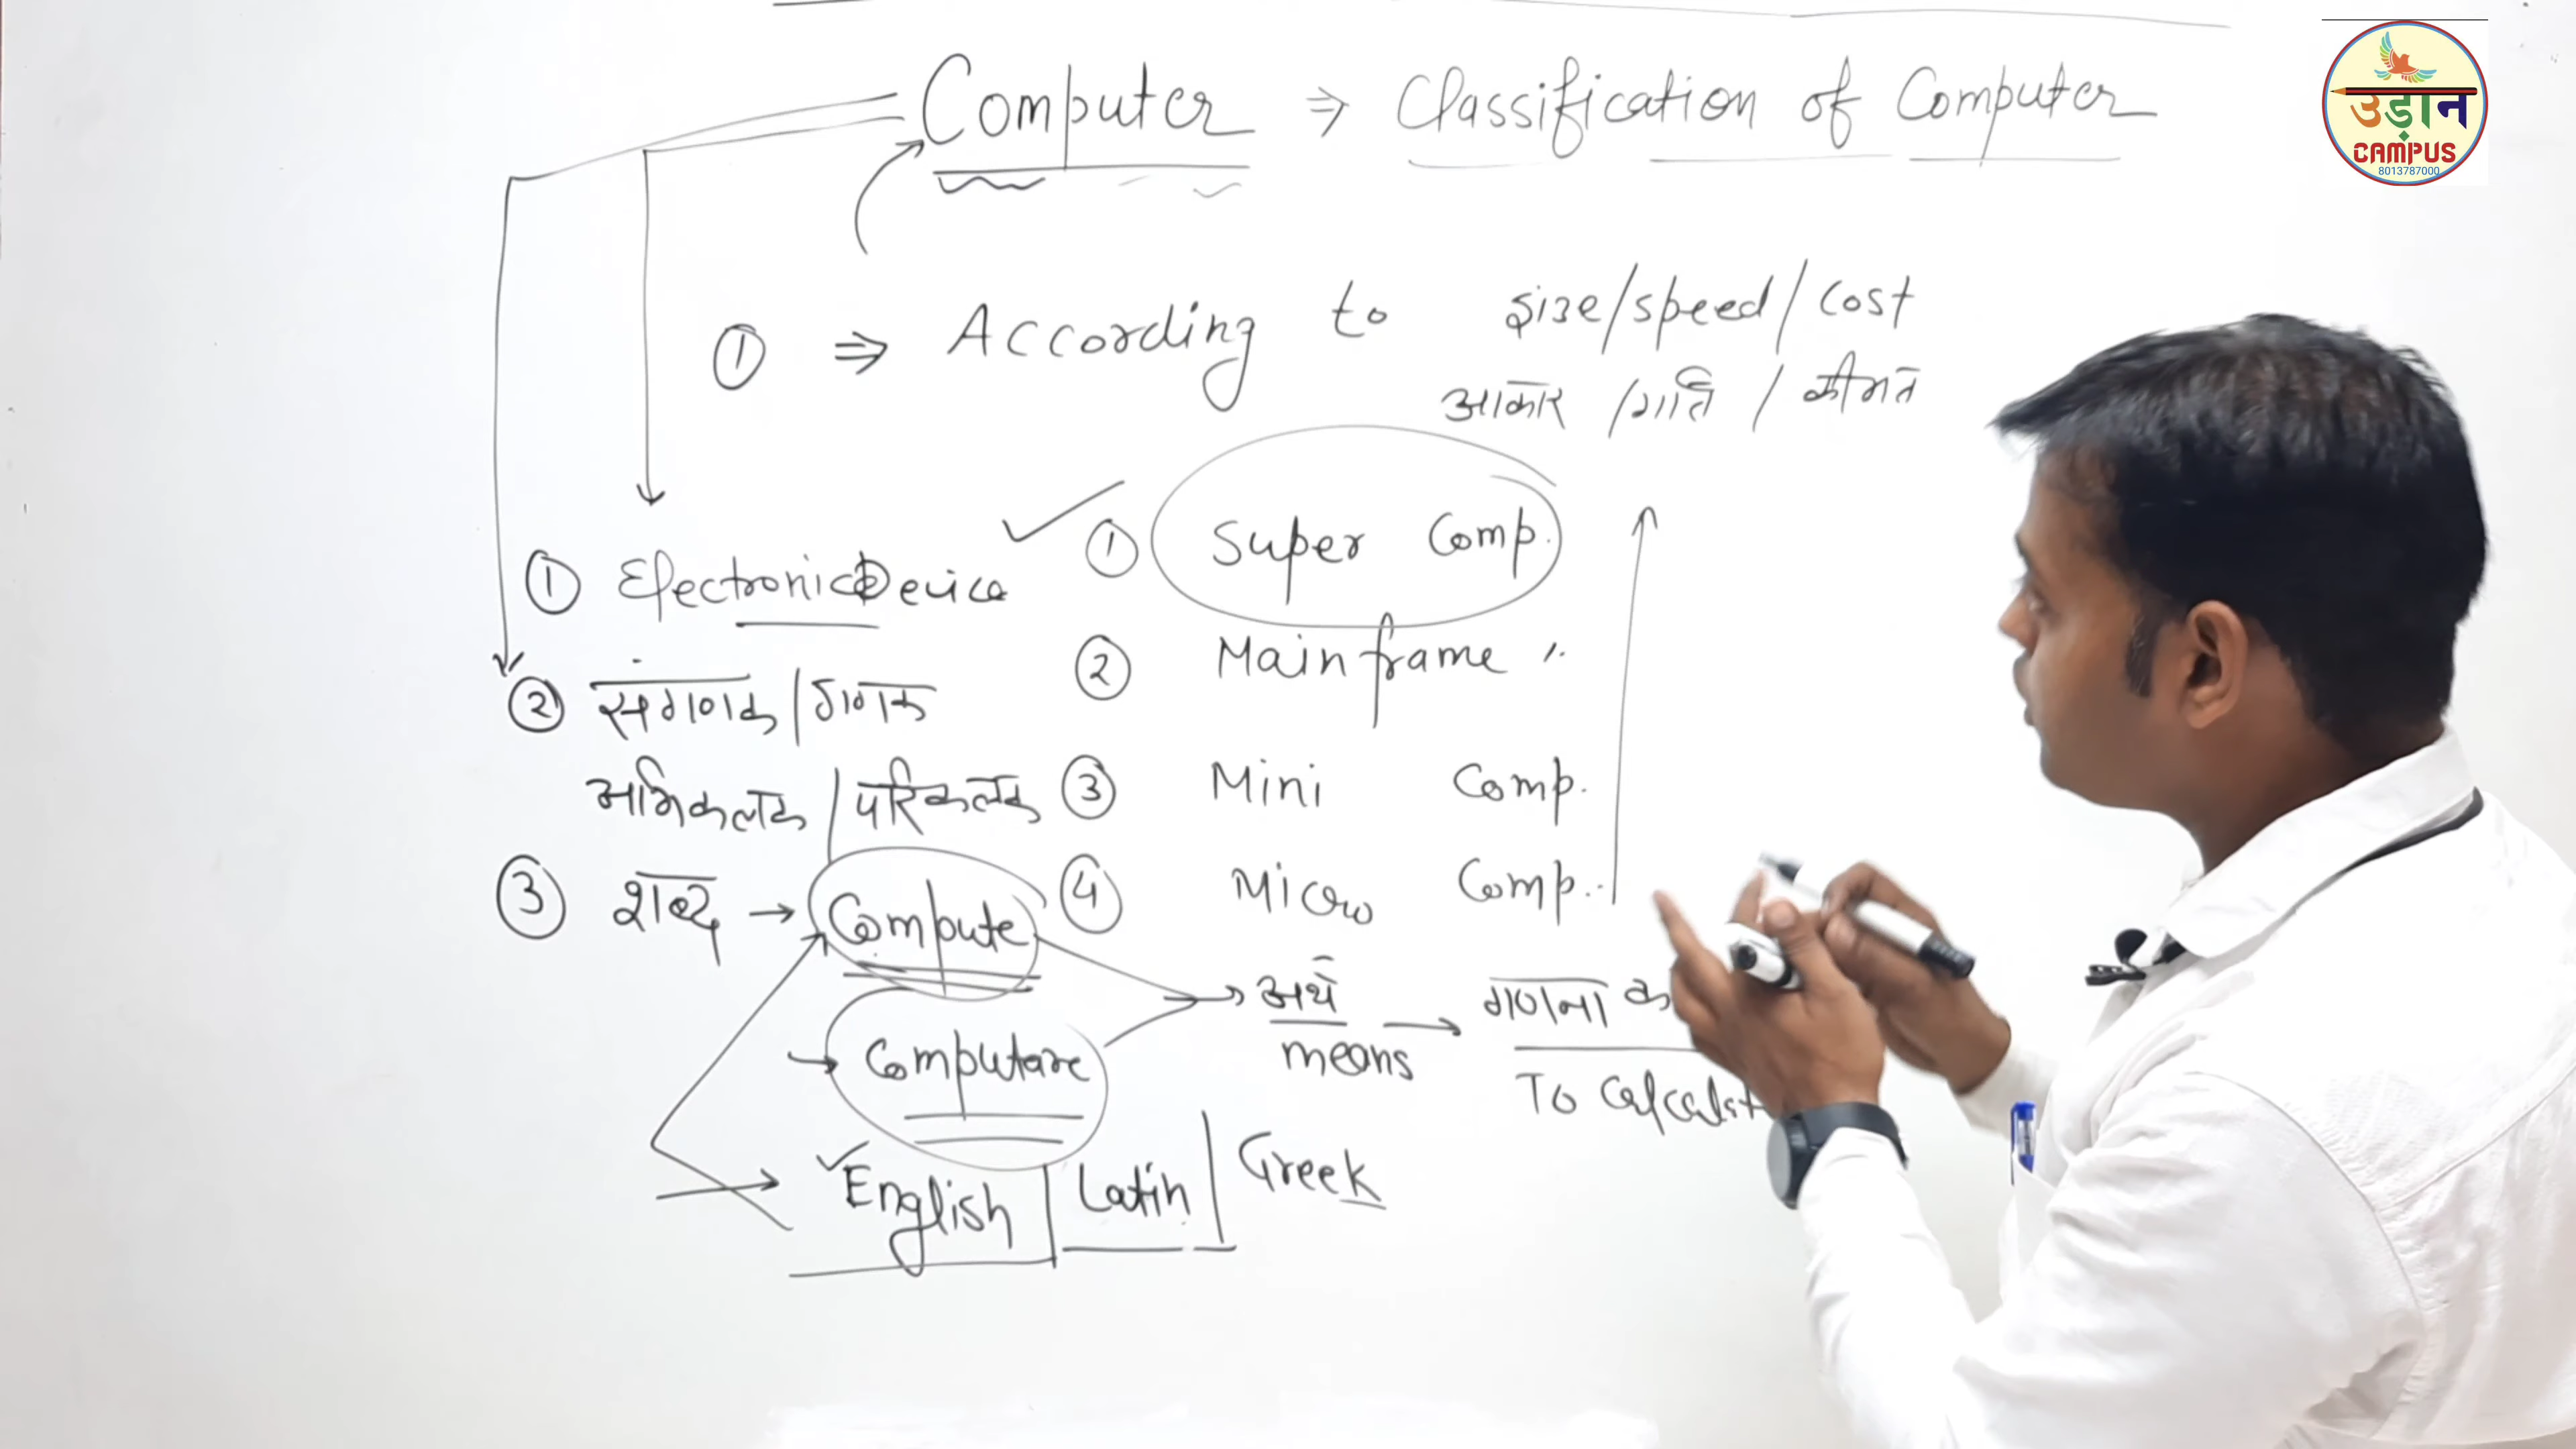 Computer ⇒ Classification of Computer
उड़ान
CAMPUS
8013787000
① ⇒ According to size/speed/cost
आकार/गति/कीमत
① Electronic Device
① Super Comp.
② संगणक/गणक
② Mainframe "
अभिकलक/परिकलक
③ Mini Comp.
③ शब्द → Compute
④ Micro Comp.
→ Computare
→ अर्थ → गणना
means
To
→ English | Latin | Greek